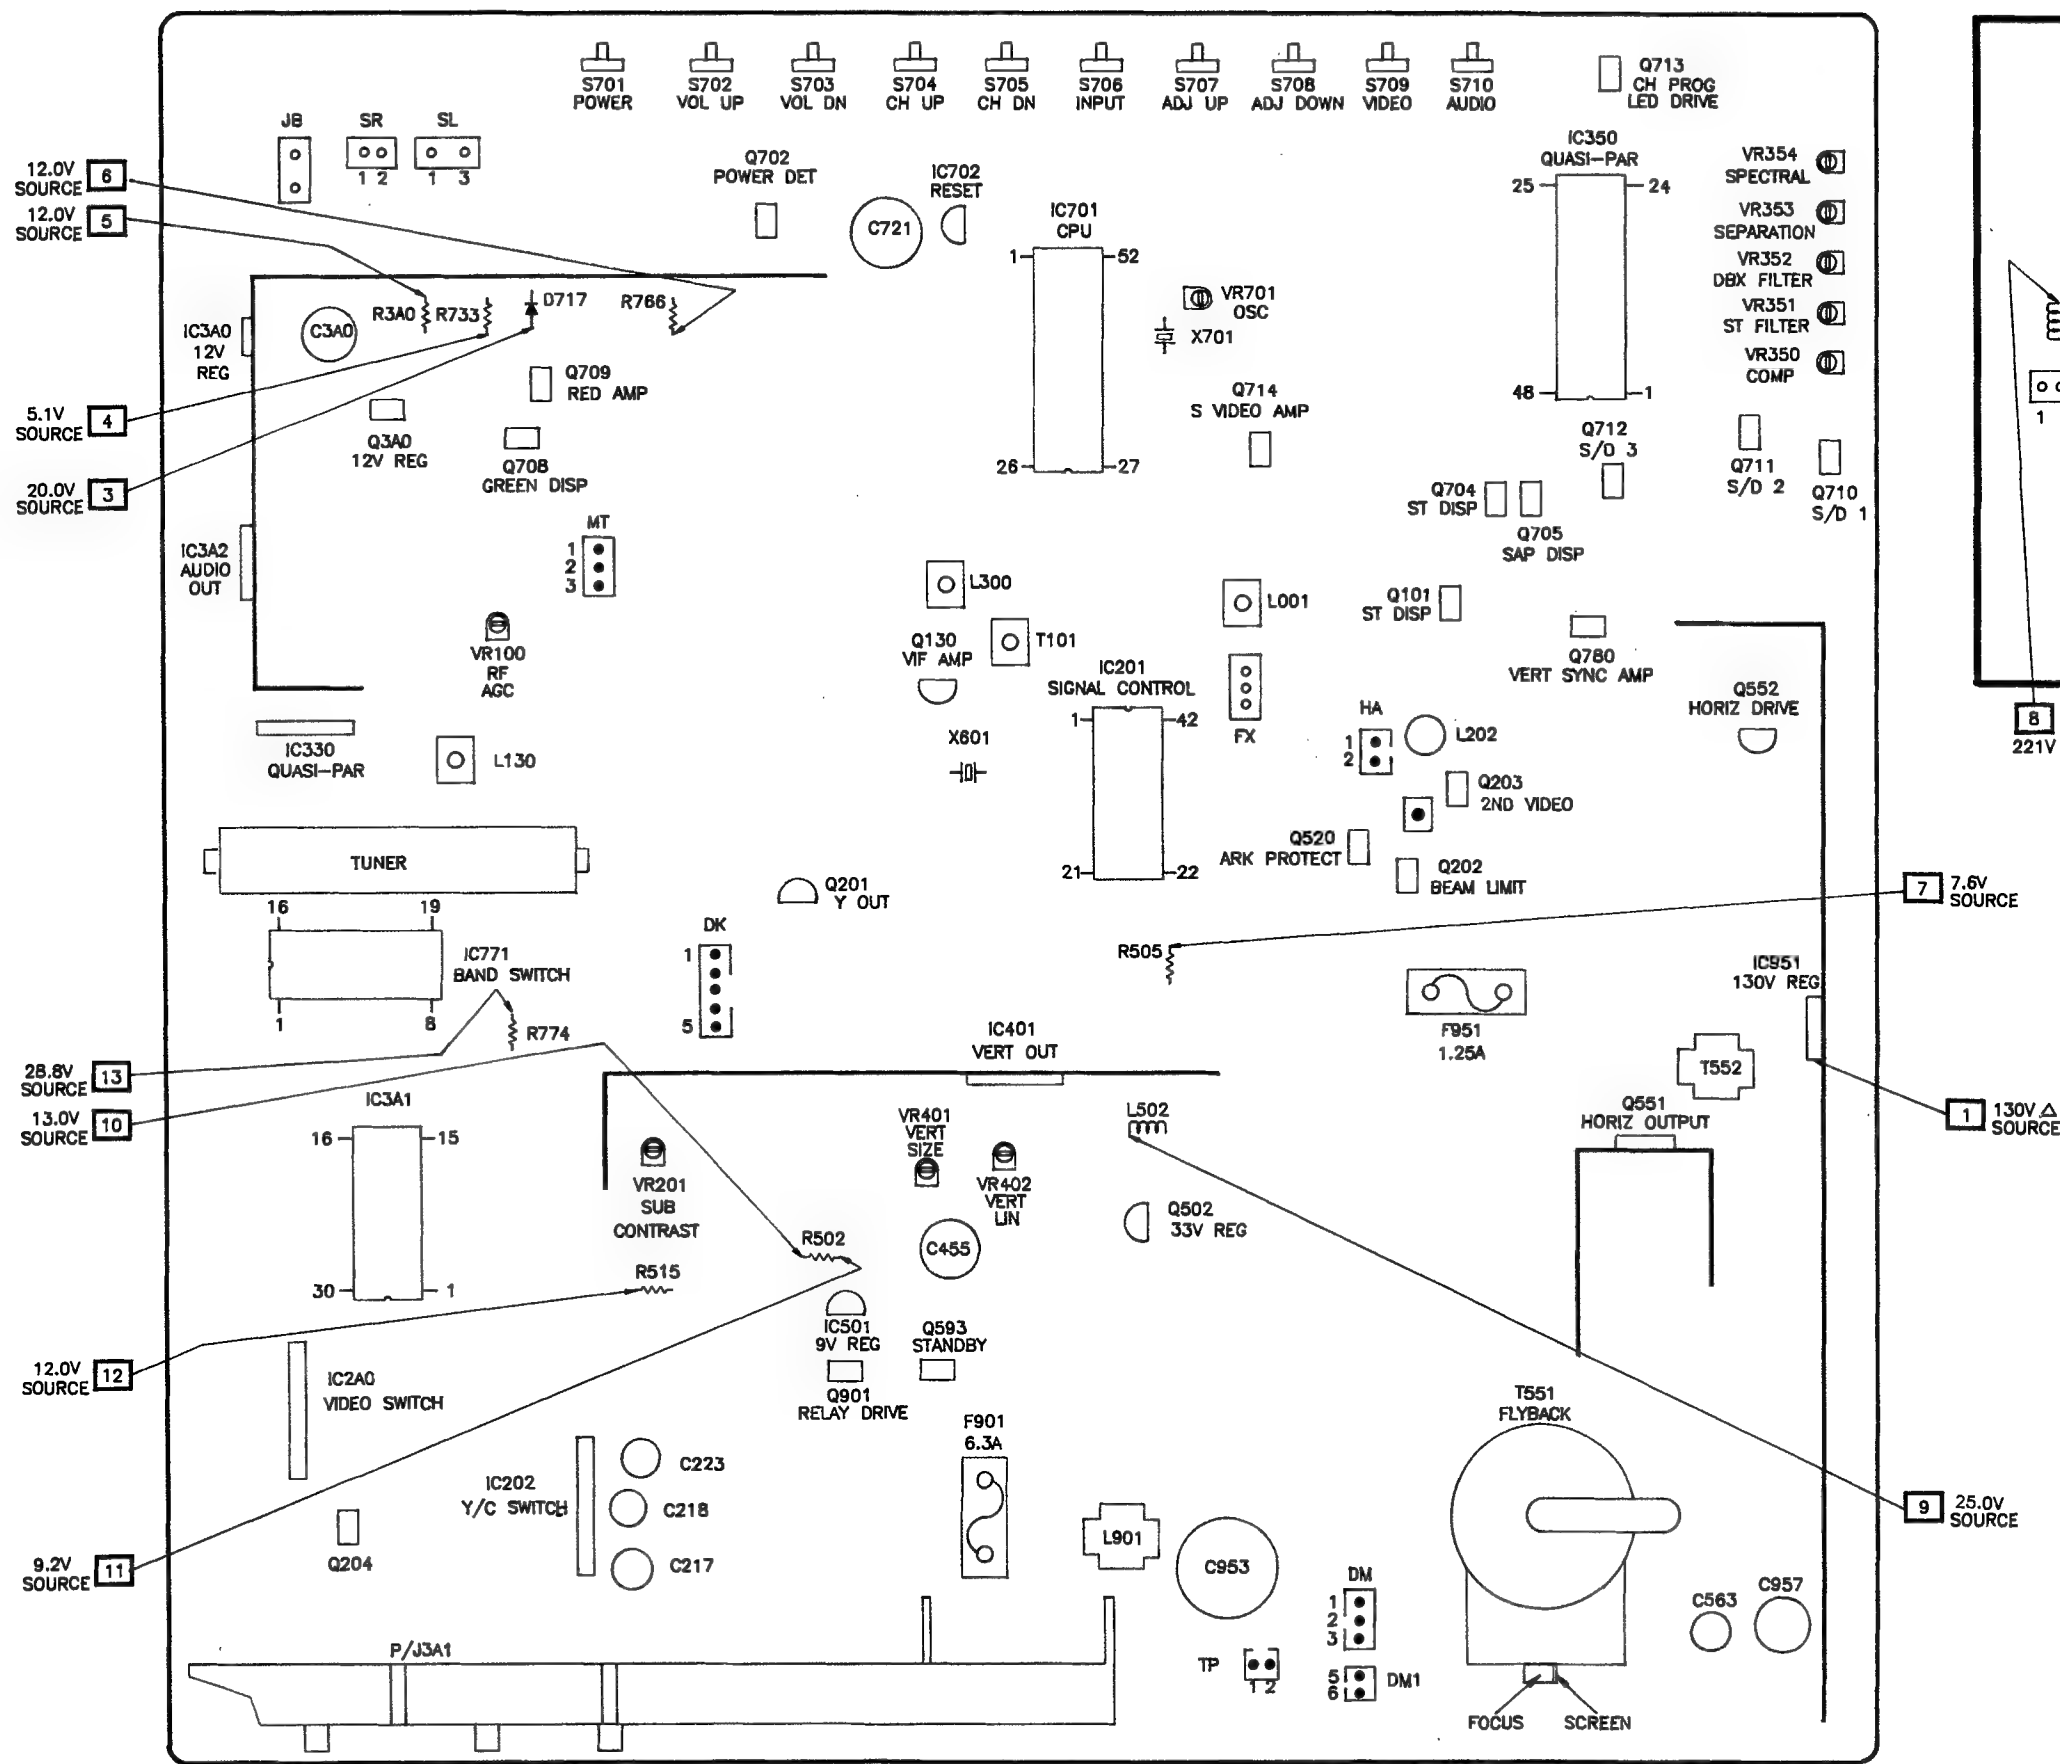 S701
POWER
S702
VOL UP
S703
VOL DN
S704
CH UP
S705
CH DN
S706
INPUT
S707
ADJ UP
S708
ADJ DOWN
S709
VIDEO
S710
AUDIO
Q713
CH PROG
LED DRIVE
JB
SR
1 2
SL
1 3
12.0V
SOURCE
6
12.0V
SOURCE
5
Q702
POWER DET
C721
IC702
RESET
IC701
CPU
1
52
26
27
IC350
QUASI-PAR
25
24
48
1
VR354
SPECTRAL
VR353
SEPARATION
VR352
DBX FILTER
VR351
ST FILTER
VR350
COMP
IC3A0
12V
REG
C3A0
R3A0
R733
D717
R766
VR701
OSC
X701
Q709
RED AMP
Q3A0
12V REG
Q708
GREEN DISP
Q714
S VIDEO AMP
5.1V
SOURCE
4
20.0V
SOURCE
3
Q712
S/D 3
Q711
S/D 2
Q710
S/D 1
Q704
ST DISP
Q705
SAP DISP
1
IC3A2
AUDIO
OUT
MT
1
2
3
L300
L001
Q101
ST DISP
VR100
RF
AGC
Q130
VIF AMP
T101
Q780
VERT SYNC AMP
IC201
SIGNAL CONTROL
1
42
21
22
FX
HA
1
2
L202
Q552
HORIZ DRIVE
8
221V
IC330
QUASI-PAR
L130
X601
Q203
2ND VIDEO
Q520
ARK PROTECT
Q202
BEAM LIMIT
TUNER
Q201
Y OUT
7
7.6V
SOURCE
16
19
1
8
IC771
BAND SWITCH
R774
DK
1
5
R505
F951
1.25A
IC951
130V REG
T552
IC401
VERT OUT
28.8V
SOURCE
13
13.0V
SOURCE
10
IC3A1
16
15
30
1
VR401
VERT
SIZE
VR402
VERT
LIN
L502
Q551
HORIZ OUTPUT
1
130V △
SOURCE
VR201
SUB
CONTRAST
Q502
33V REG
R502
C455
R515
IC501
9V REG
Q593
STANDBY
12.0V
SOURCE
12
IC2A0
VIDEO SWITCH
Q901
RELAY DRIVE
T551
FLYBACK
F901
6.3A
C223
IC202
Y/C SWITCH
C218
C217
9
25.0V
SOURCE
Q204
9.2V
SOURCE
11
L901
C953
DM
1
2
3
C563
C957
P/J3A1
TP
1 2
5
6
DM1
FOCUS
SCREEN